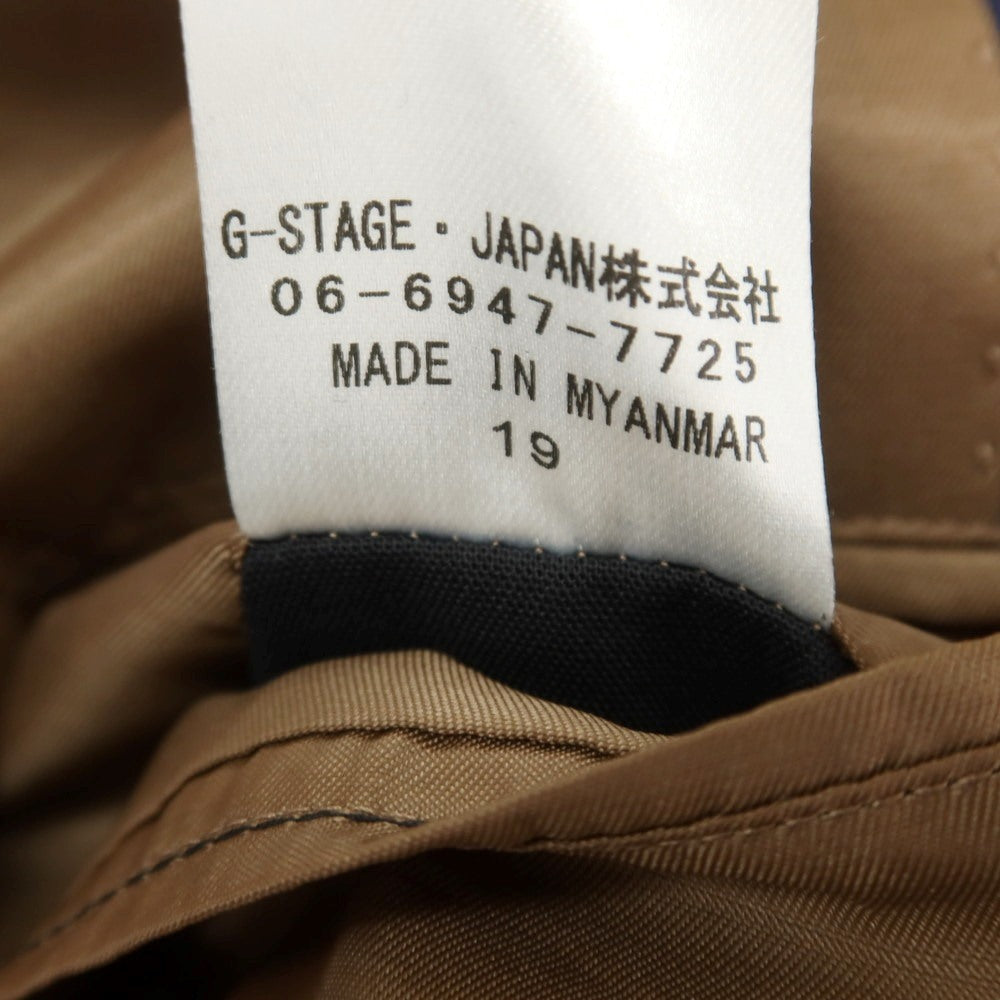 G-STAGE・JAPAN株式会社
06-6947-7725
MADE IN MYANMAR
19